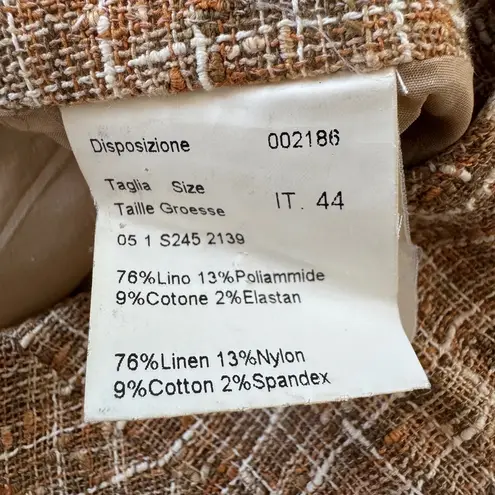 Disposizione 002186
Taglia Size
Taille Groesse IT. 44
05 1 S245 2139
76%Lino 13%Poliammide
9%Cotone 2%Elastan
76%Linen 13%Nylon
9%Cotton 2%Spandex